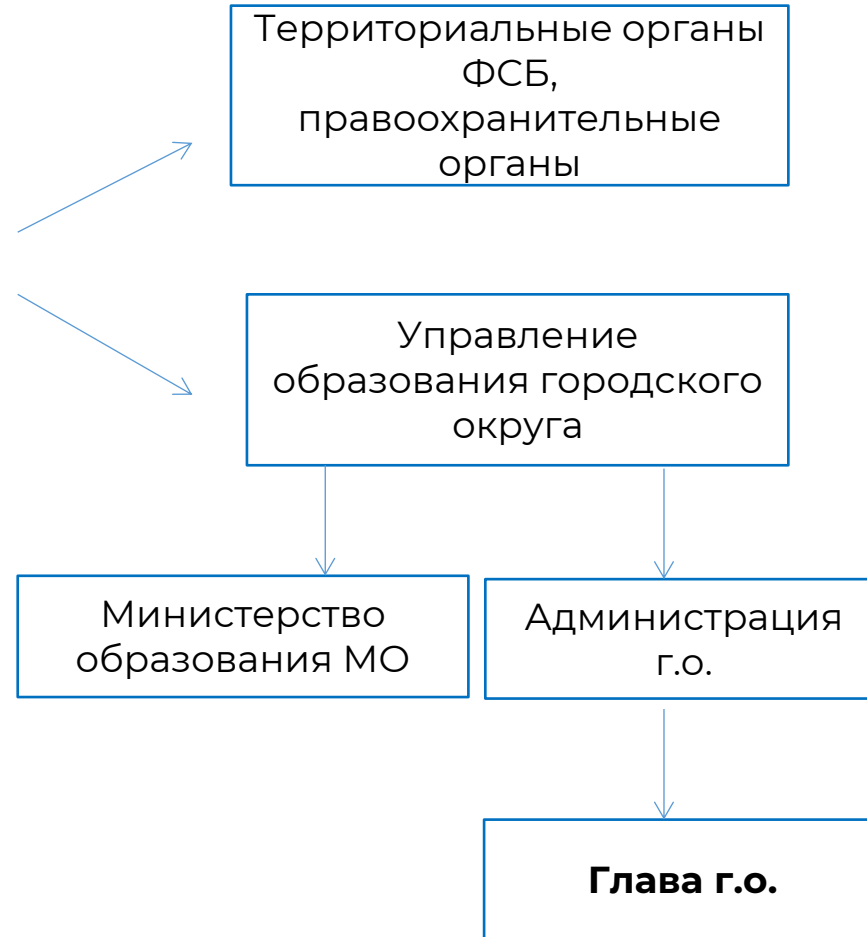 Территориальные органы
ФСБ,
правоохранительные
органы
Управление
образования городского
округа
Министерство
образования МО
Администрация
г.о.
Глава г.о.